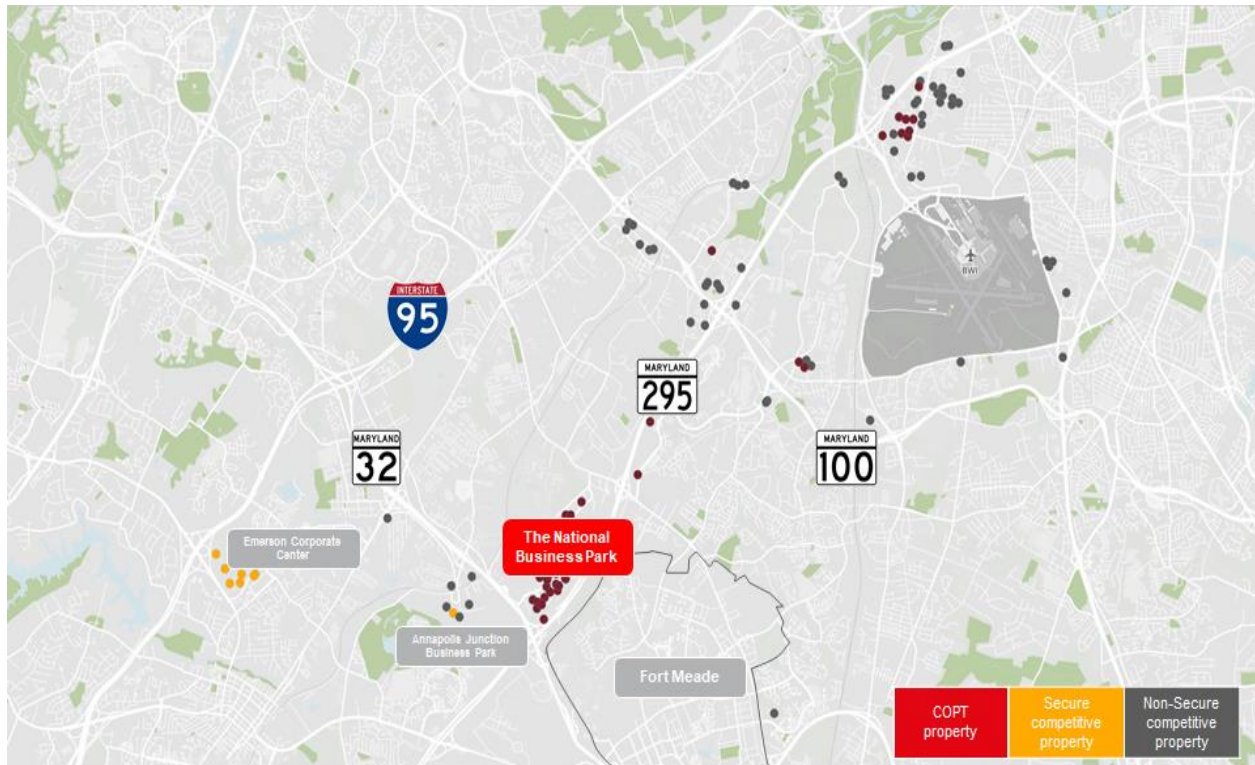 BWI
INTERSTATE
95
MARYLAND
295
MARYLAND
32
MARYLAND
100
Emerson Corporate
Center
The National
Business Park
Annapolis Junction
Business Park
Fort Meade
COPT
property
Secure
competitive
property
Non-Secure
competitive
property